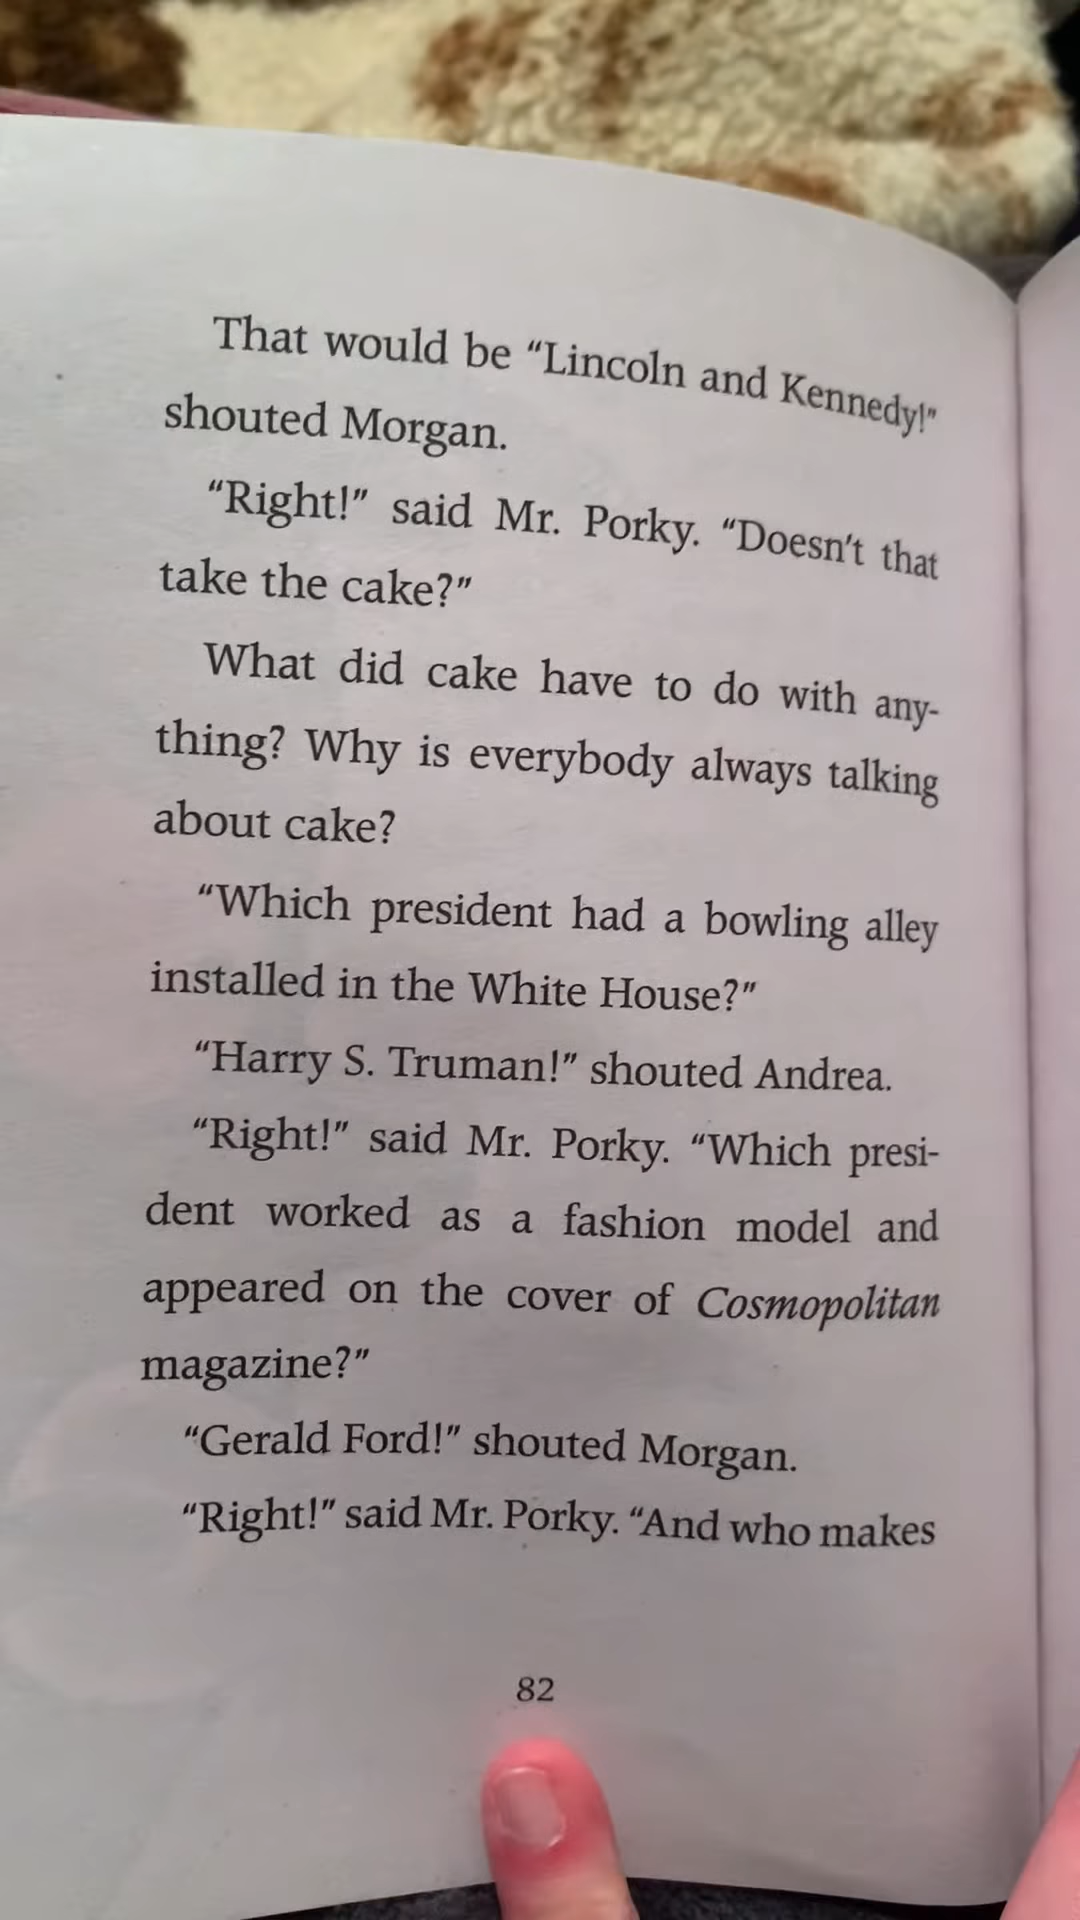 That would be “Lincoln and Kennedy!”
shouted Morgan.
“Right!” said Mr. Porky. “Doesn’t that
take the cake?”
What did cake have to do with any-
thing? Why is everybody always talking
about cake?
“Which president had a bowling alley
installed in the White House?”
“Harry S. Truman!” shouted Andrea.
“Right!” said Mr. Porky. “Which presi-
dent worked as a fashion model and
appeared on the cover of Cosmopolitan
magazine?”
“Gerald Ford!” shouted Morgan.
“Right!” said Mr. Porky. “And who makes
82